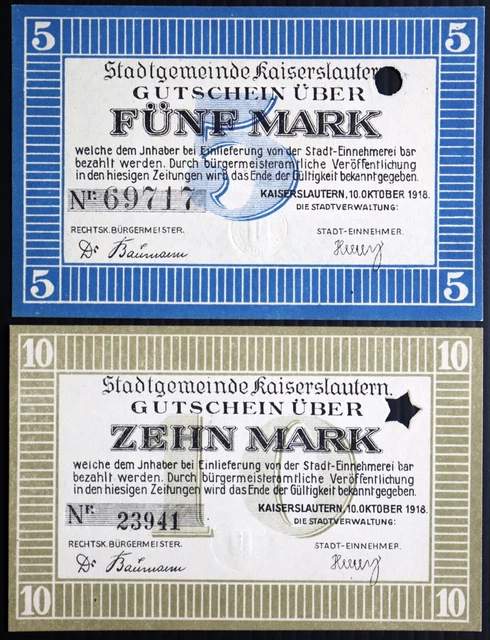 5 5
Stadtgemeinde Kaiserslautern
GUTSCHEIN ÜBER
FÜNF MARK
5
welche dem Jnhaber bei Einlieferung von der Stadt-Einnehmerei bar
bezahlt werden. Durch bürgermeisteramtliche Veröffentlichung
in den hiesigen Zeitungen wird das Ende der Gültigkeit bekanntgegeben.
Nr. 69717
KAISERSLAUTERN, 10. OKTOBER 1918.
DIE STADTVERWALTUNG:
RECHTSK. BÜRGERMEISTER. STADT-EINNEHMER.
Dr Baumann
5 5
10 10
Stadtgemeinde Kaiserslautern.
GUTSCHEIN ÜBER
ZEHN MARK
10
welche dem Jnhaber bei Einlieferung von der Stadt-Einnehmerei bar
bezahlt werden. Durch bürgermeisteramtliche Veröffentlichung
in den hiesigen Zeitungen wird das Ende der Gültigkeit bekanntgegeben.
Nr. 23941
KAISERSLAUTERN, 10. OKTOBER 1918.
DIE STADTVERWALTUNG:
RECHTSK. BÜRGERMEISTER. STADT-EINNEHMER.
Dr Baumann
10 10